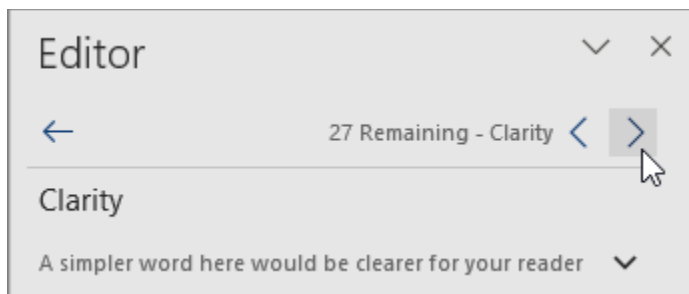 Editor
27 Remaining - Clarity
Clarity
A simpler word here would be clearer for your reader